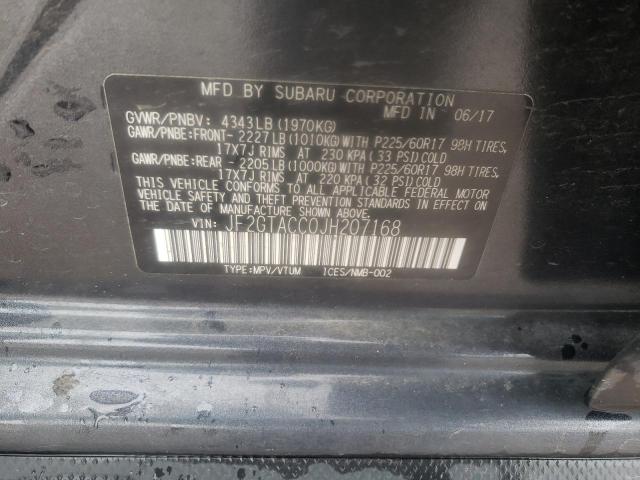 MFD BY SUBARU CORPORATION
MFD IN 06/17
GVWR/PNBV: 4343LB (1970KG)
GAWR/PNBE:FRONT-2227LB(1010KG)WITH P225/60R17 98H TIRES,
17X7J RIMS AT 230 KPA(33 PSI)COLD
GAWR/PNBE:REAR -2205LB(1000KG)WITH P225/60R17 98H TIRES,
17X7J RIMS AT 220 KPA(32 PSI)COLD
THIS VEHICLE CONFORMS TO ALL APPLICABLE FEDERAL MOTOR
VEHICLE SAFETY AND THEFT PREVENTION STANDARDS IN EFFECT
ON THE DATE OF MANUFACTURE SHOWN ABOVE.
VIN: JF2GTACC0JH207168
TYPE:MPV/VTUM ICES/NMB-002